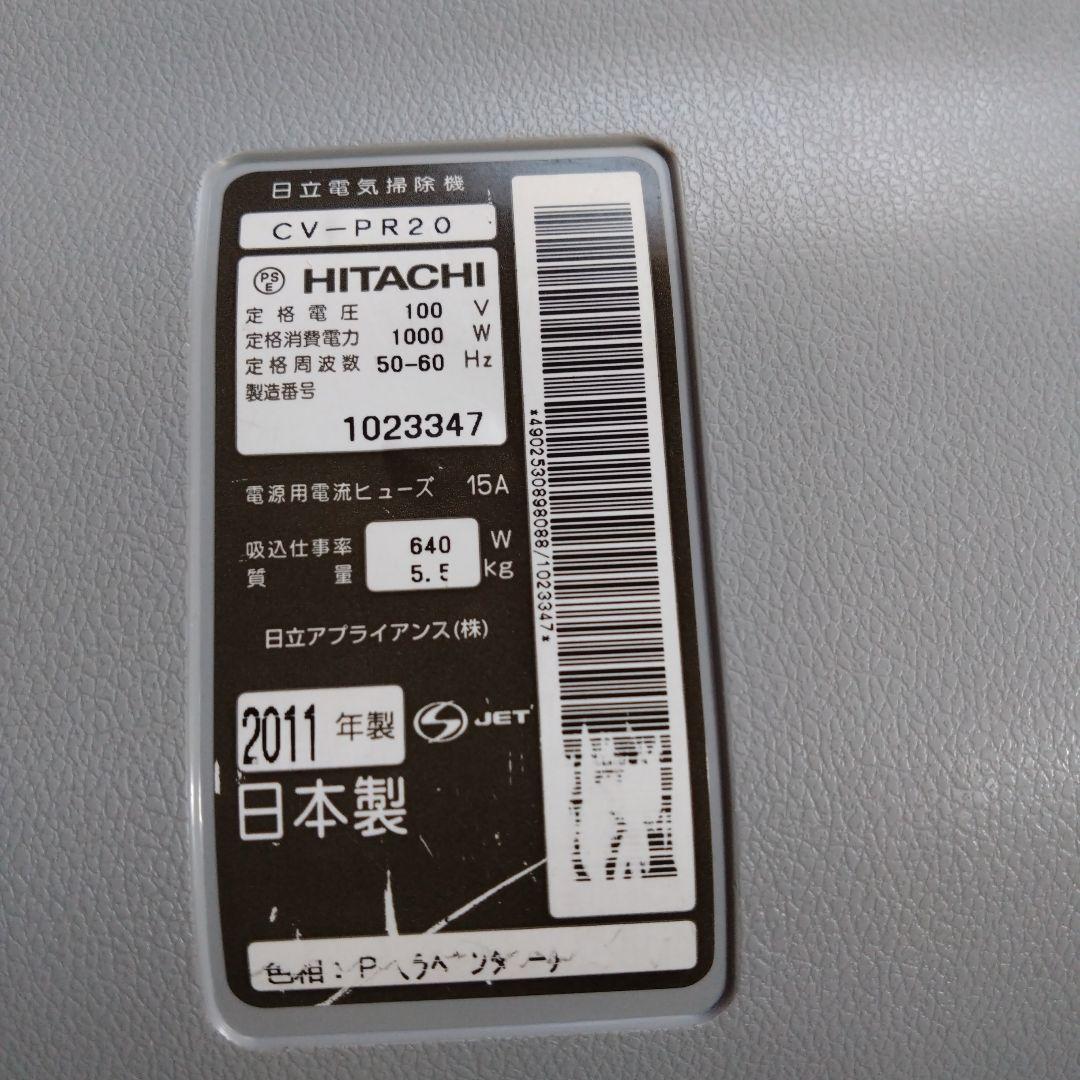 日立電気掃除機
CV-PR20
PS
E
HITACHI
定格電圧 100 V
定格消費電力 1000 W
定格周波数 50-60 Hz
製造番号
1023347
電源用電流ヒューズ 15A
吸込仕事率 640 W
質量 5.5 kg
日立アプライアンス(株)
2011 年製
JET
日本製
*4902530898088/1023347*
色相:P